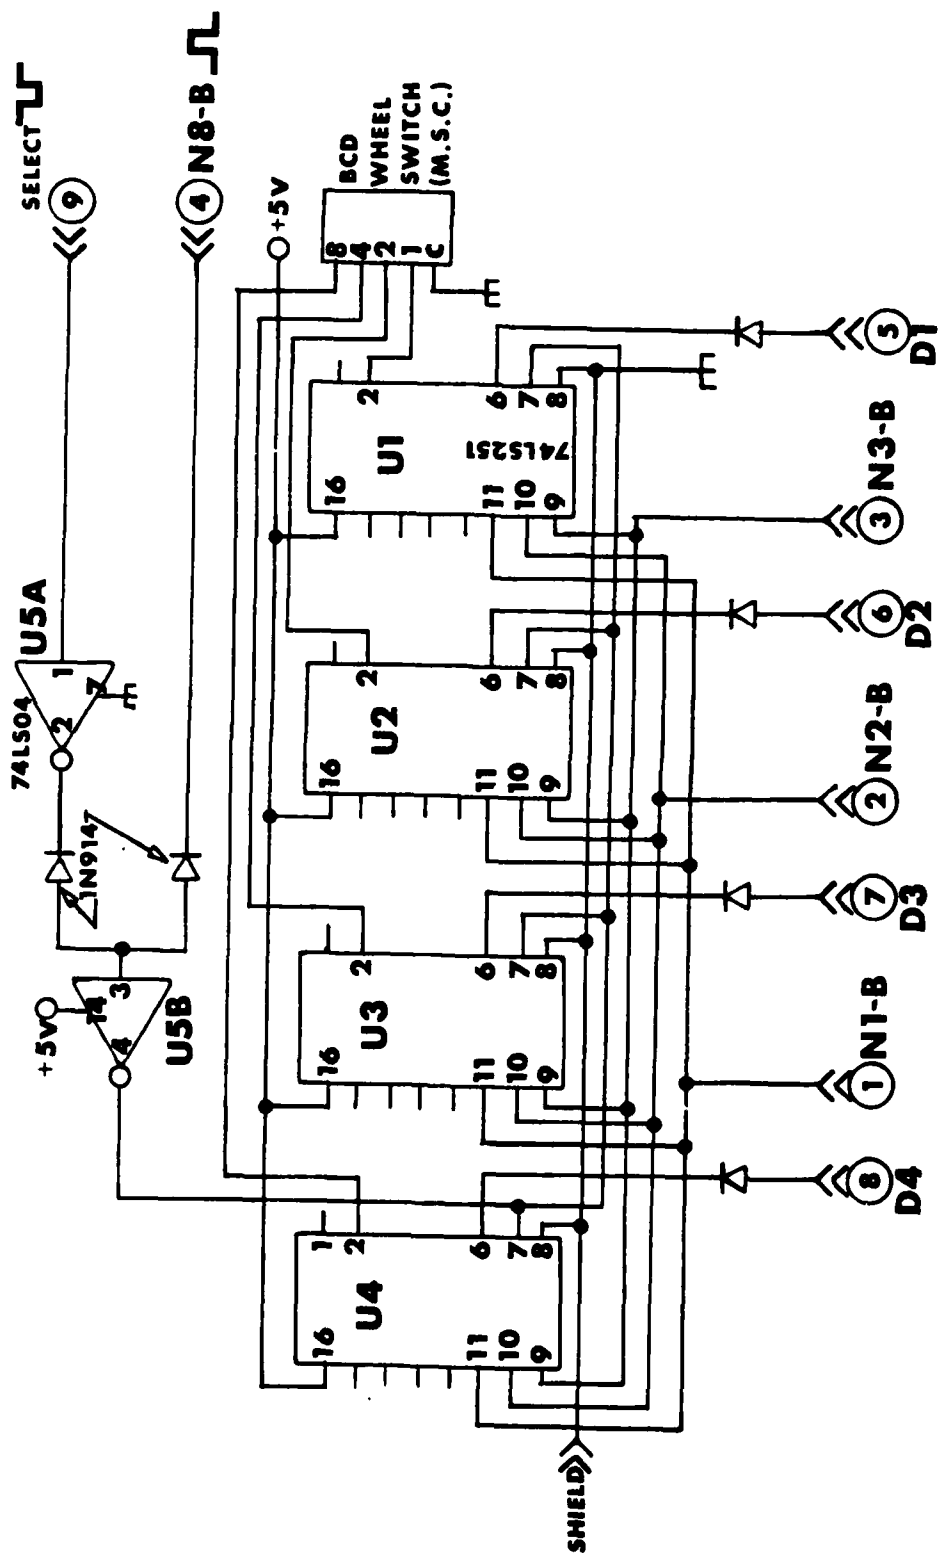 SELECT
9
4 N8-B
+5V
8
4
2
1
C
BCD
WHEEL
SWITCH
(M.S.C.)
74LS04
U5A
1
2
7
1N914
+5V
14
3
4
U5B
U1
74LS251
16
2
6
7
8
11
10
9
U2
16
2
6
7
8
11
10
9
U3
16
2
6
7
8
11
10
9
U4
16
1
2
6
7
8
11
10
9
SHIELD
8
D4
1 N1-B
7
D3
2 N2-B
6
D2
3 N3-B
5
D1